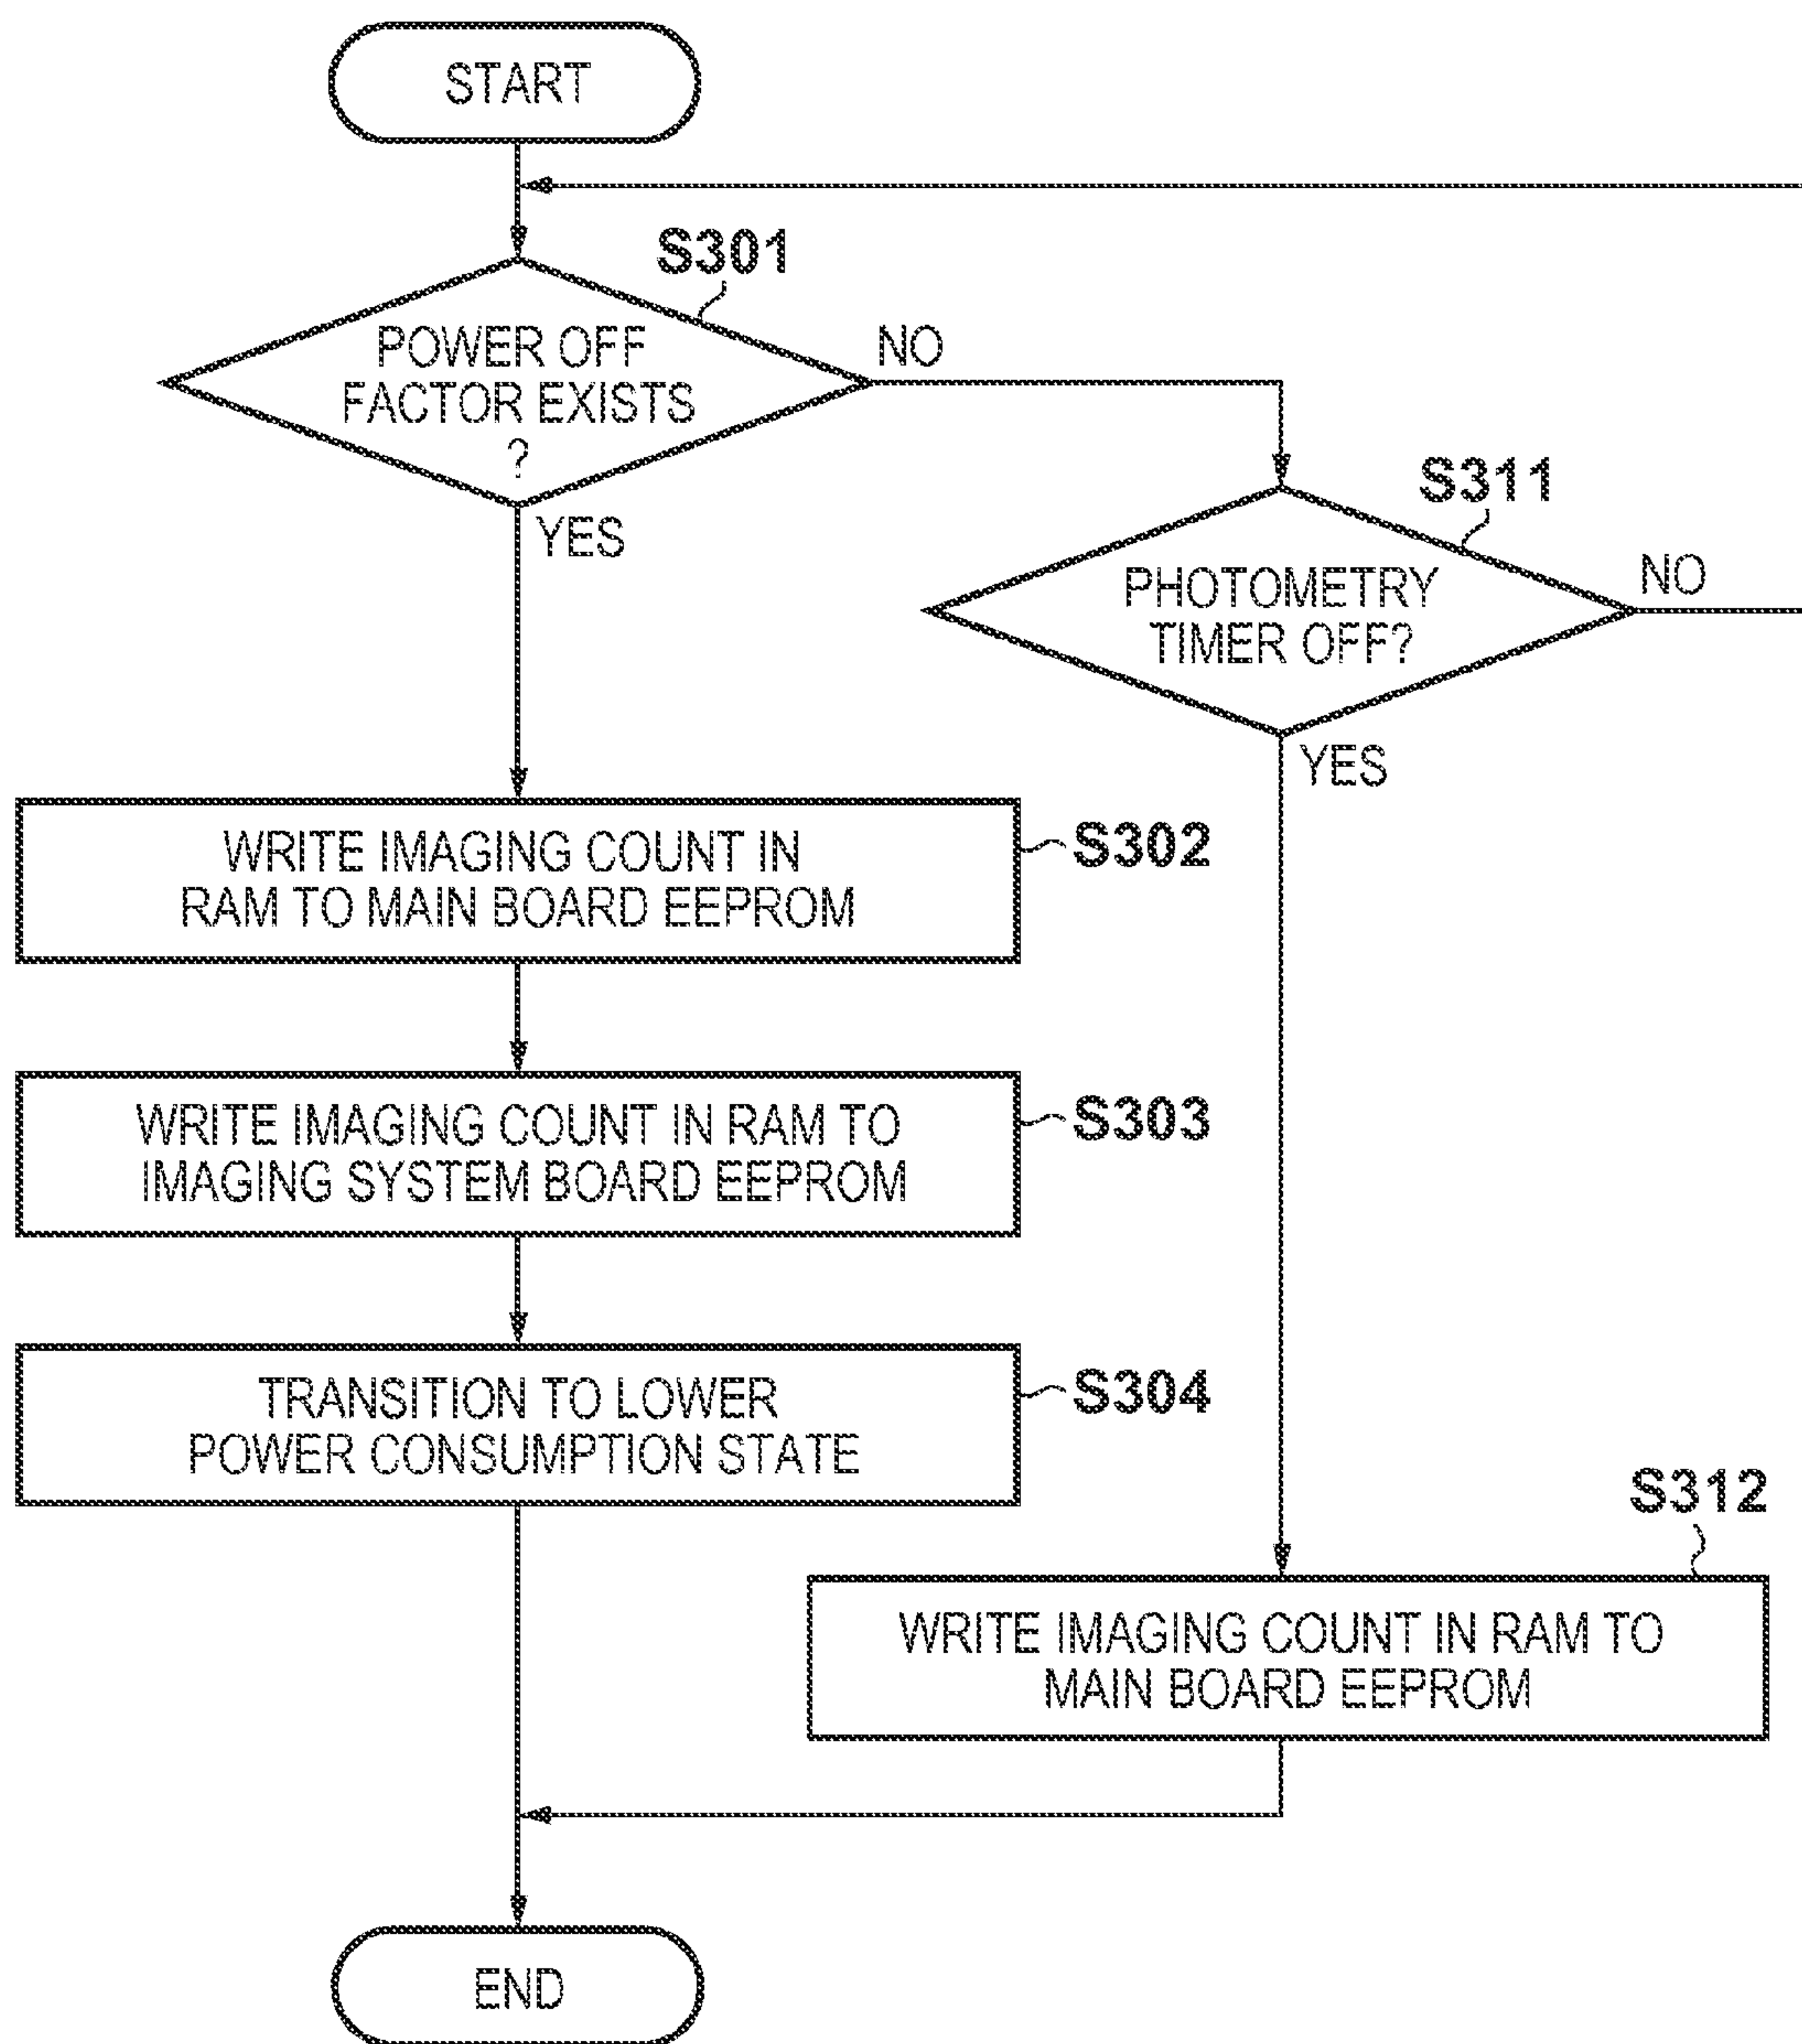 START
S301
POWER OFF
FACTOR EXISTS
?
NO
YES
S311
PHOTOMETRY
TIMER OFF?
NO
YES
WRITE IMAGING COUNT IN
RAM TO MAIN BOARD EEPROM
S302
WRITE IMAGING COUNT IN RAM TO
IMAGING SYSTEM BOARD EEPROM
S303
TRANSITION TO LOWER
POWER CONSUMPTION STATE
S304
S312
WRITE IMAGING COUNT IN RAM TO
MAIN BOARD EEPROM
END